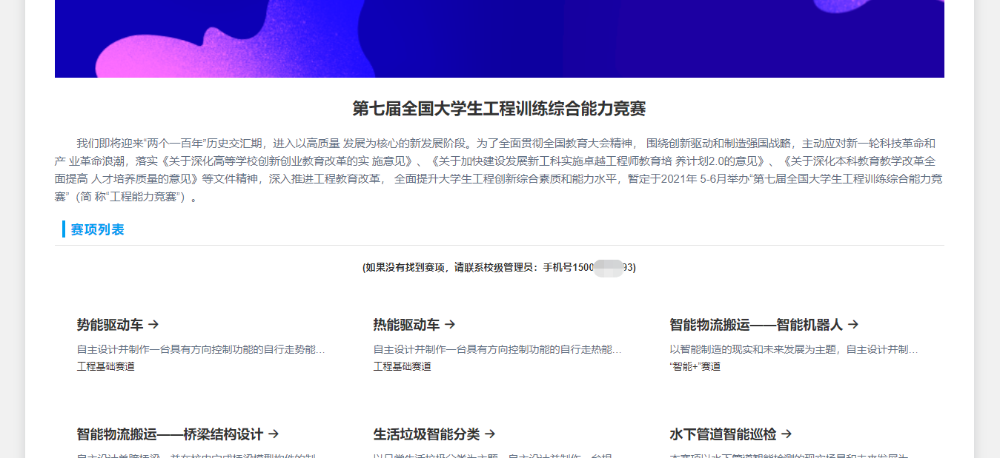 第七届全国大学生工程训练综合能力竞赛
我们即将迎来“两个一百年”历史交汇期，进入以高质量 发展为核心的新发展阶段。为了全面贯彻全国教育大会精神， 围绕创新驱动和制造强国战略，主动应对新一轮科技革命和
产 业革命浪潮，落实《关于深化高等学校创新创业教育改革的实 施意见》、《关于加快建设发展新工科实施卓越工程师教育培 养计划2.0的意见》、《关于深化本科教育教学改革全
面提高 人才培养质量的意见》等文件精神，深入推进工程教育改革， 全面提升大学生工程创新综合素质和能力水平，暂定于2021年 5-6月举办“第七届全国大学生工程训练综合能力竞
赛”（简 称“工程能力竞赛”）。
赛项列表
(如果没有找到赛项，请联系校级管理员：手机号1500 93)
势能驱动车 →
热能驱动车 →
智能物流搬运——智能机器人 →
自主设计并制作一台具有方向控制功能的自行走势能…
自主设计并制作一台具有方向控制功能的自行走热能…
以智能制造的现实和未来发展为主题，自主设计并制…
工程基础赛道
工程基础赛道
“智能+”赛道
智能物流搬运——桥梁结构设计 →
生活垃圾智能分类 →
水下管道智能巡检 →